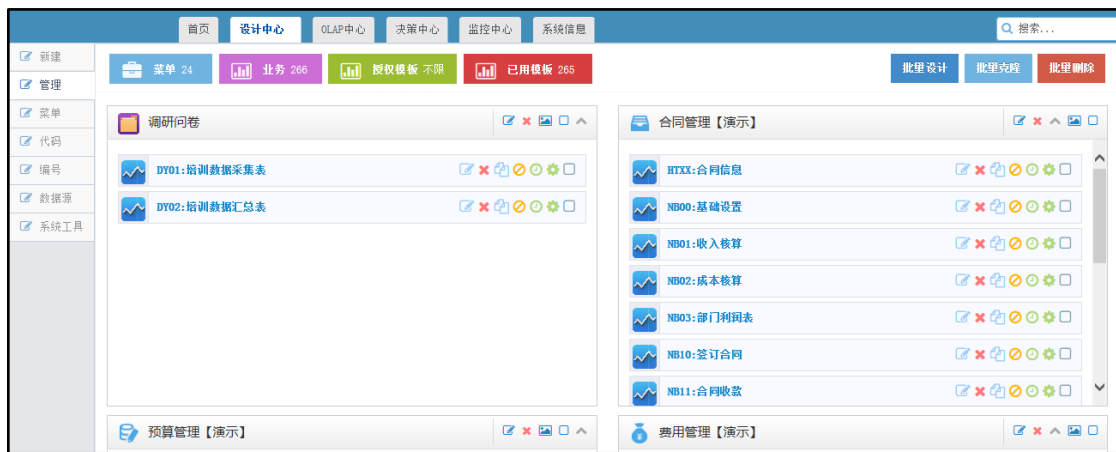 首页 设计中心 OLAP中心 决策中心 监控中心 系统信息 搜索...
新建
管理
菜单
代码
编号
数据源
系统工具
菜单 24 业务 266 授权模板 不限 已用模板 265 批里设计 批里克隆 批里删除
调研问卷
DY01:培训数据采集表
DY02:培训数据汇总表
合同管理【演示】
HTXX:合同信息
NB00:基础设置
NB01:收入核算
NB02:成本核算
NB03:部门利润表
NB10:签订合同
NB11:合同收款
预算管理【演示】
费用管理【演示】